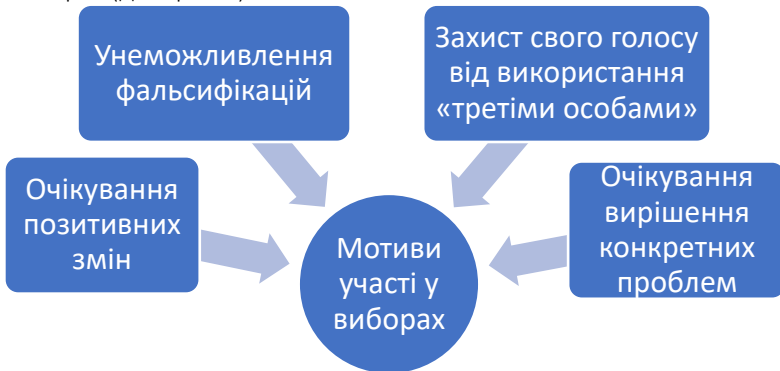 Унеможливлення
фальсифікацій
Захист свого голосу
від використання
«третіми особами»
Очікування
позитивних
змін
Очікування
вирішення
конкретних
проблем
Мотиви
участі у
виборах